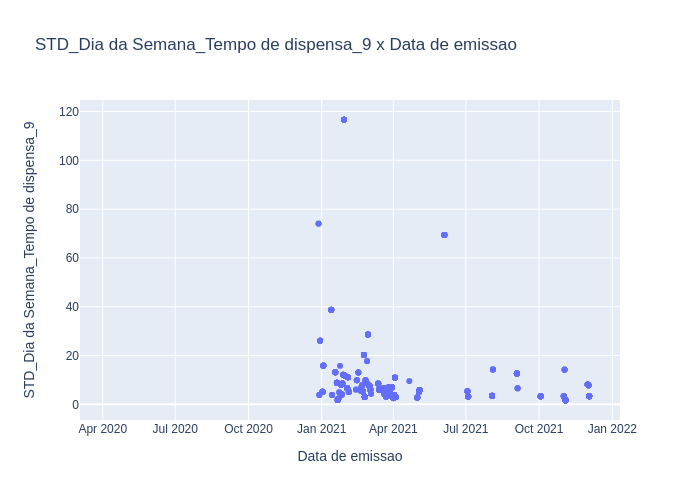 STD_Dia da Semana_Tempo de dispensa_9 x Data de emissao
STD_Dia da Semana_Tempo de dispensa_9
120
100
80
60
40
20
0
Apr 2020
Jul 2020
Oct 2020
Jan 2021
Apr 2021
Jul 2021
Oct 2021
Jan 2022
Data de emissao